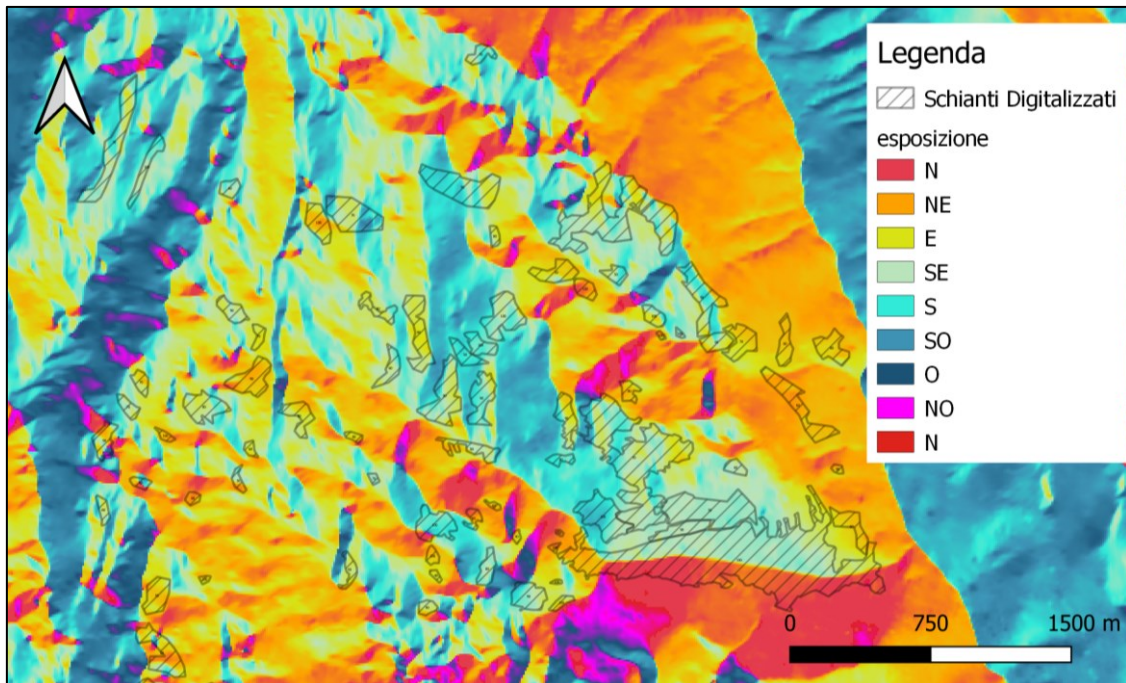 Legenda
Schianti Digitalizzati
esposizione
N
NE
E
SE
S
SO
O
NO
N
0 750 1500 m